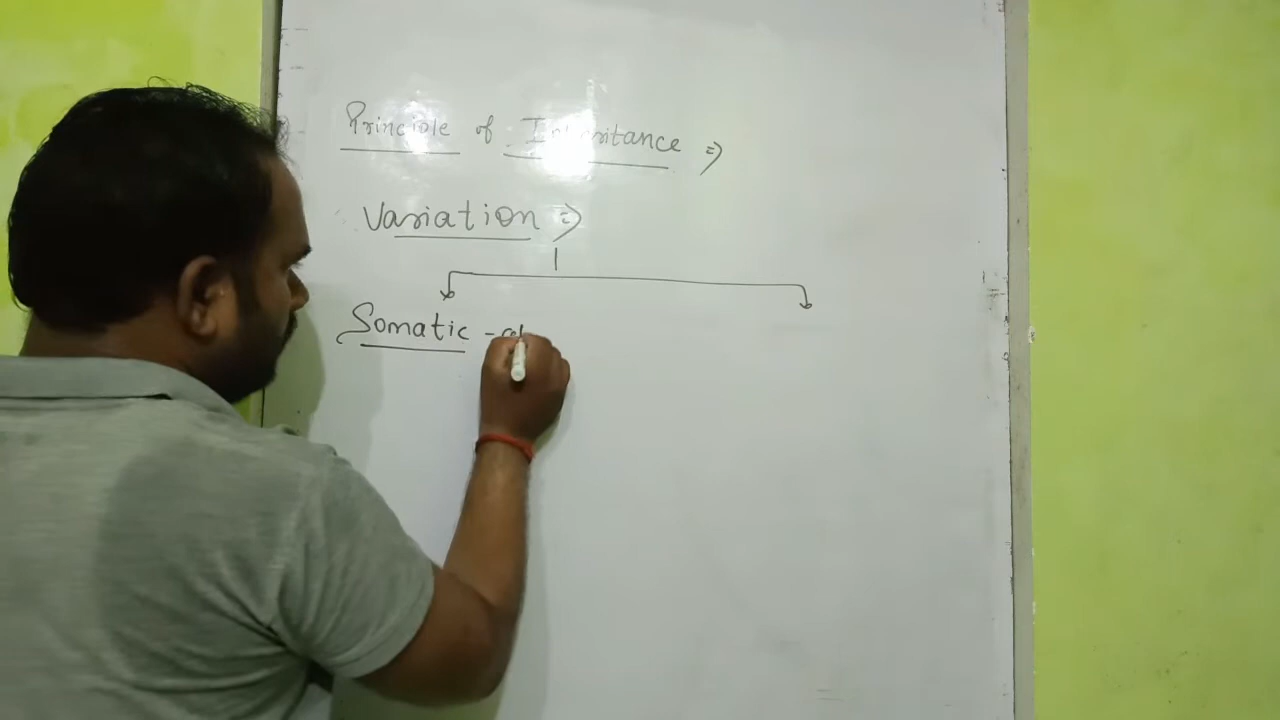 Principle of Inheritance ⇒
Variation ⇒
Somatic -